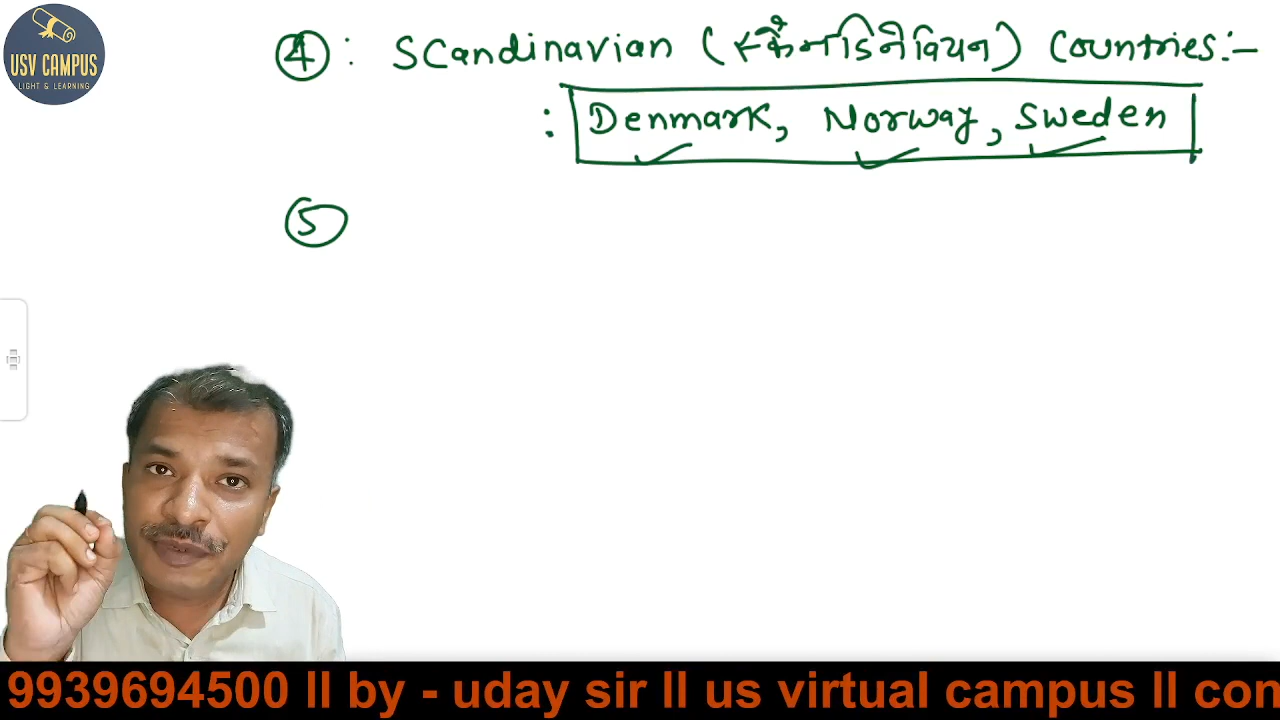 USV CAMPUS
LIGHT & LEARNING
④ : Scandinavian (स्कैनाडिनेवियन) Countries:-
: Denmark, Norway, Sweden
⑤
9939694500 ll by - uday sir ll us virtual campus ll con